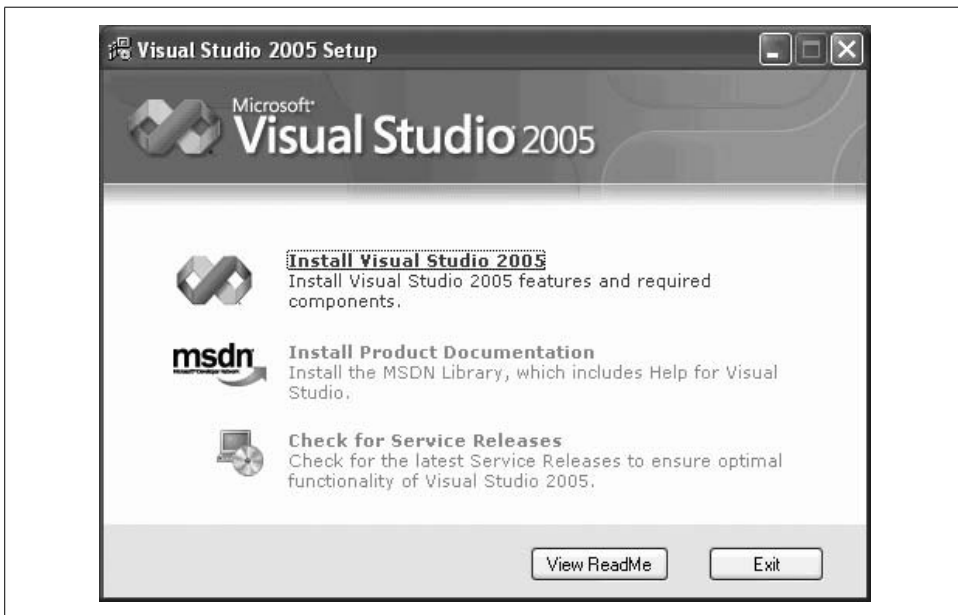 Visual Studio 2005 Setup
Microsoft
Visual Studio 2005
Install Visual Studio 2005
Install Visual Studio 2005 features and required
components.
msdn
Install Product Documentation
Install the MSDN Library, which includes Help for Visual
Studio.
Check for Service Releases
Check for the latest Service Releases to ensure optimal
functionality of Visual Studio 2005.
View ReadMe
Exit